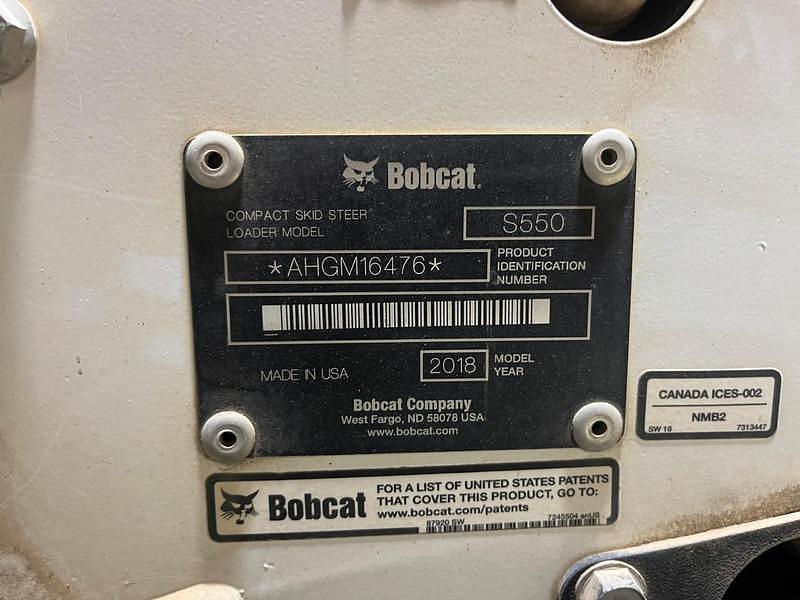 Bobcat.
COMPACT SKID STEER
LOADER MODEL
S550
*AHGM16476*
PRODUCT
IDENTIFICATION
NUMBER
MADE IN USA
2018
MODEL
YEAR
Bobcat Company
West Fargo, ND 58078 USA
www.bobcat.com
CANADA ICES-002
NMB2
SW 16
7313447
Bobcat
FOR A LIST OF UNITED STATES PATENTS
THAT COVER THIS PRODUCT, GO TO:
www.bobcat.com/patents
87920 SW
7245504 enUS